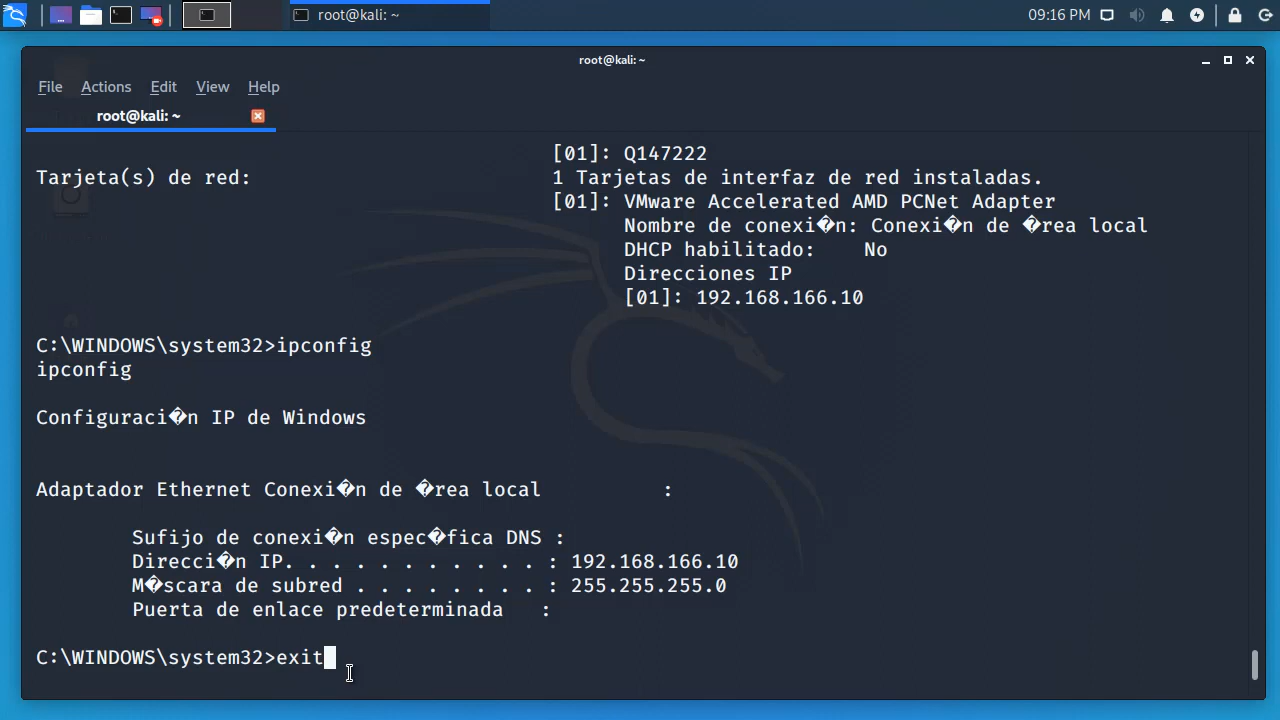 root@kali: ~
09:16 PM
root@kali: ~
File Actions Edit View Help
root@kali: ~
[01]: Q147222
Tarjeta(s) de red: 1 Tarjetas de interfaz de red instaladas.
[01]: VMware Accelerated AMD PCNet Adapter
Nombre de conexi�n: Conexi�n de �rea local
DHCP habilitado: No
Direcciones IP
[01]: 192.168.166.10
C:\WINDOWS\system32>ipconfig
ipconfig
Configuraci�n IP de Windows
Adaptador Ethernet Conexi�n de �rea local :
Sufijo de conexi�n espec�fica DNS :
Direcci�n IP. . . . . . . . . . . : 192.168.166.10
M�scara de subred . . . . . . . . : 255.255.255.0
Puerta de enlace predeterminada :
C:\WINDOWS\system32>exit